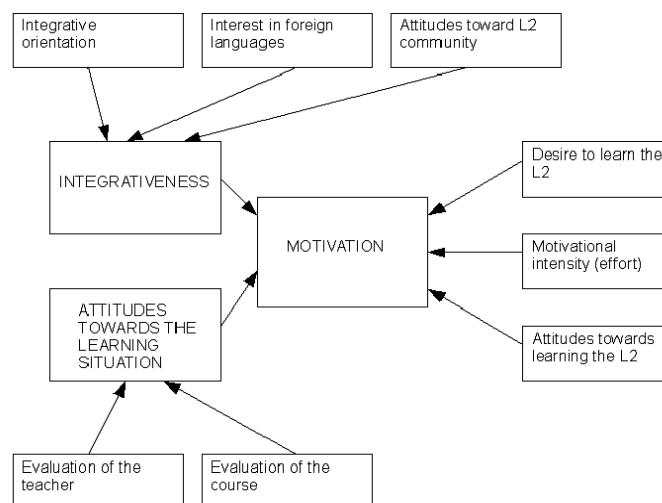 Integrative
orientation
Interest in foreign
languages
Attitudes toward L2
community
INTEGRATIVENESS
Desire to learn the
L2
MOTIVATION
Motivational
intensity (effort)
ATTITUDES
TOWARDS THE
LEARNING
SITUATION
Attitudes towards
learning the L2
Evaluation of the
teacher
Evaluation of the
course